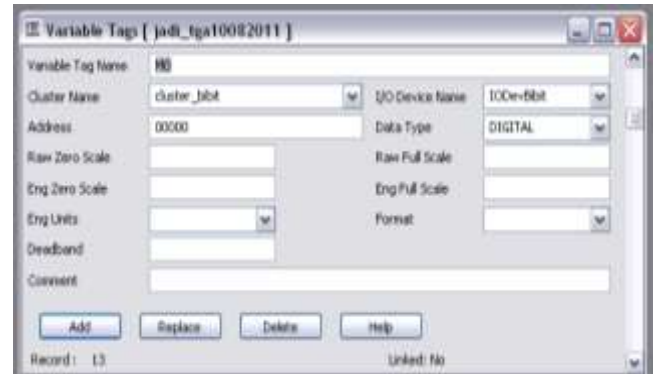 Variable Tags [ jadi_tga10082011 ]
Variable Tag Name
Cluster Name cluster_bibit I/O Device Name IODevBibit
Address 00000 Data Type DIGITAL
Raw Zero Scale Raw Full Scale
Eng Zero Scale Eng Full Scale
Eng Units Format
Deadband
Comment
Add Replace Delete Help
Record : 13 Linked: No